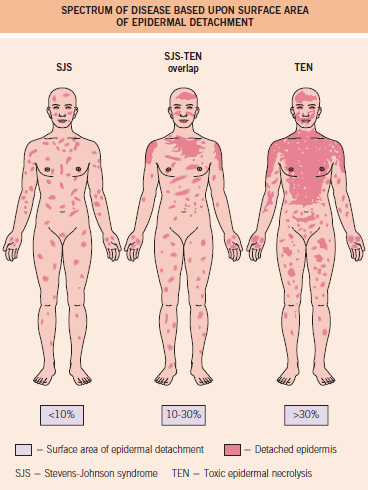 SPECTRUM OF DISEASE BASED UPON SURFACE AREA
OF EPIDERMAL DETACHMENT
SJS
SJS-TEN
overlap
TEN
<10%
10-30%
>30%
– Surface area of epidermal detachment
– Detached epidermis
SJS – Stevens-Johnson syndrome
TEN – Toxic epidermal necrolysis